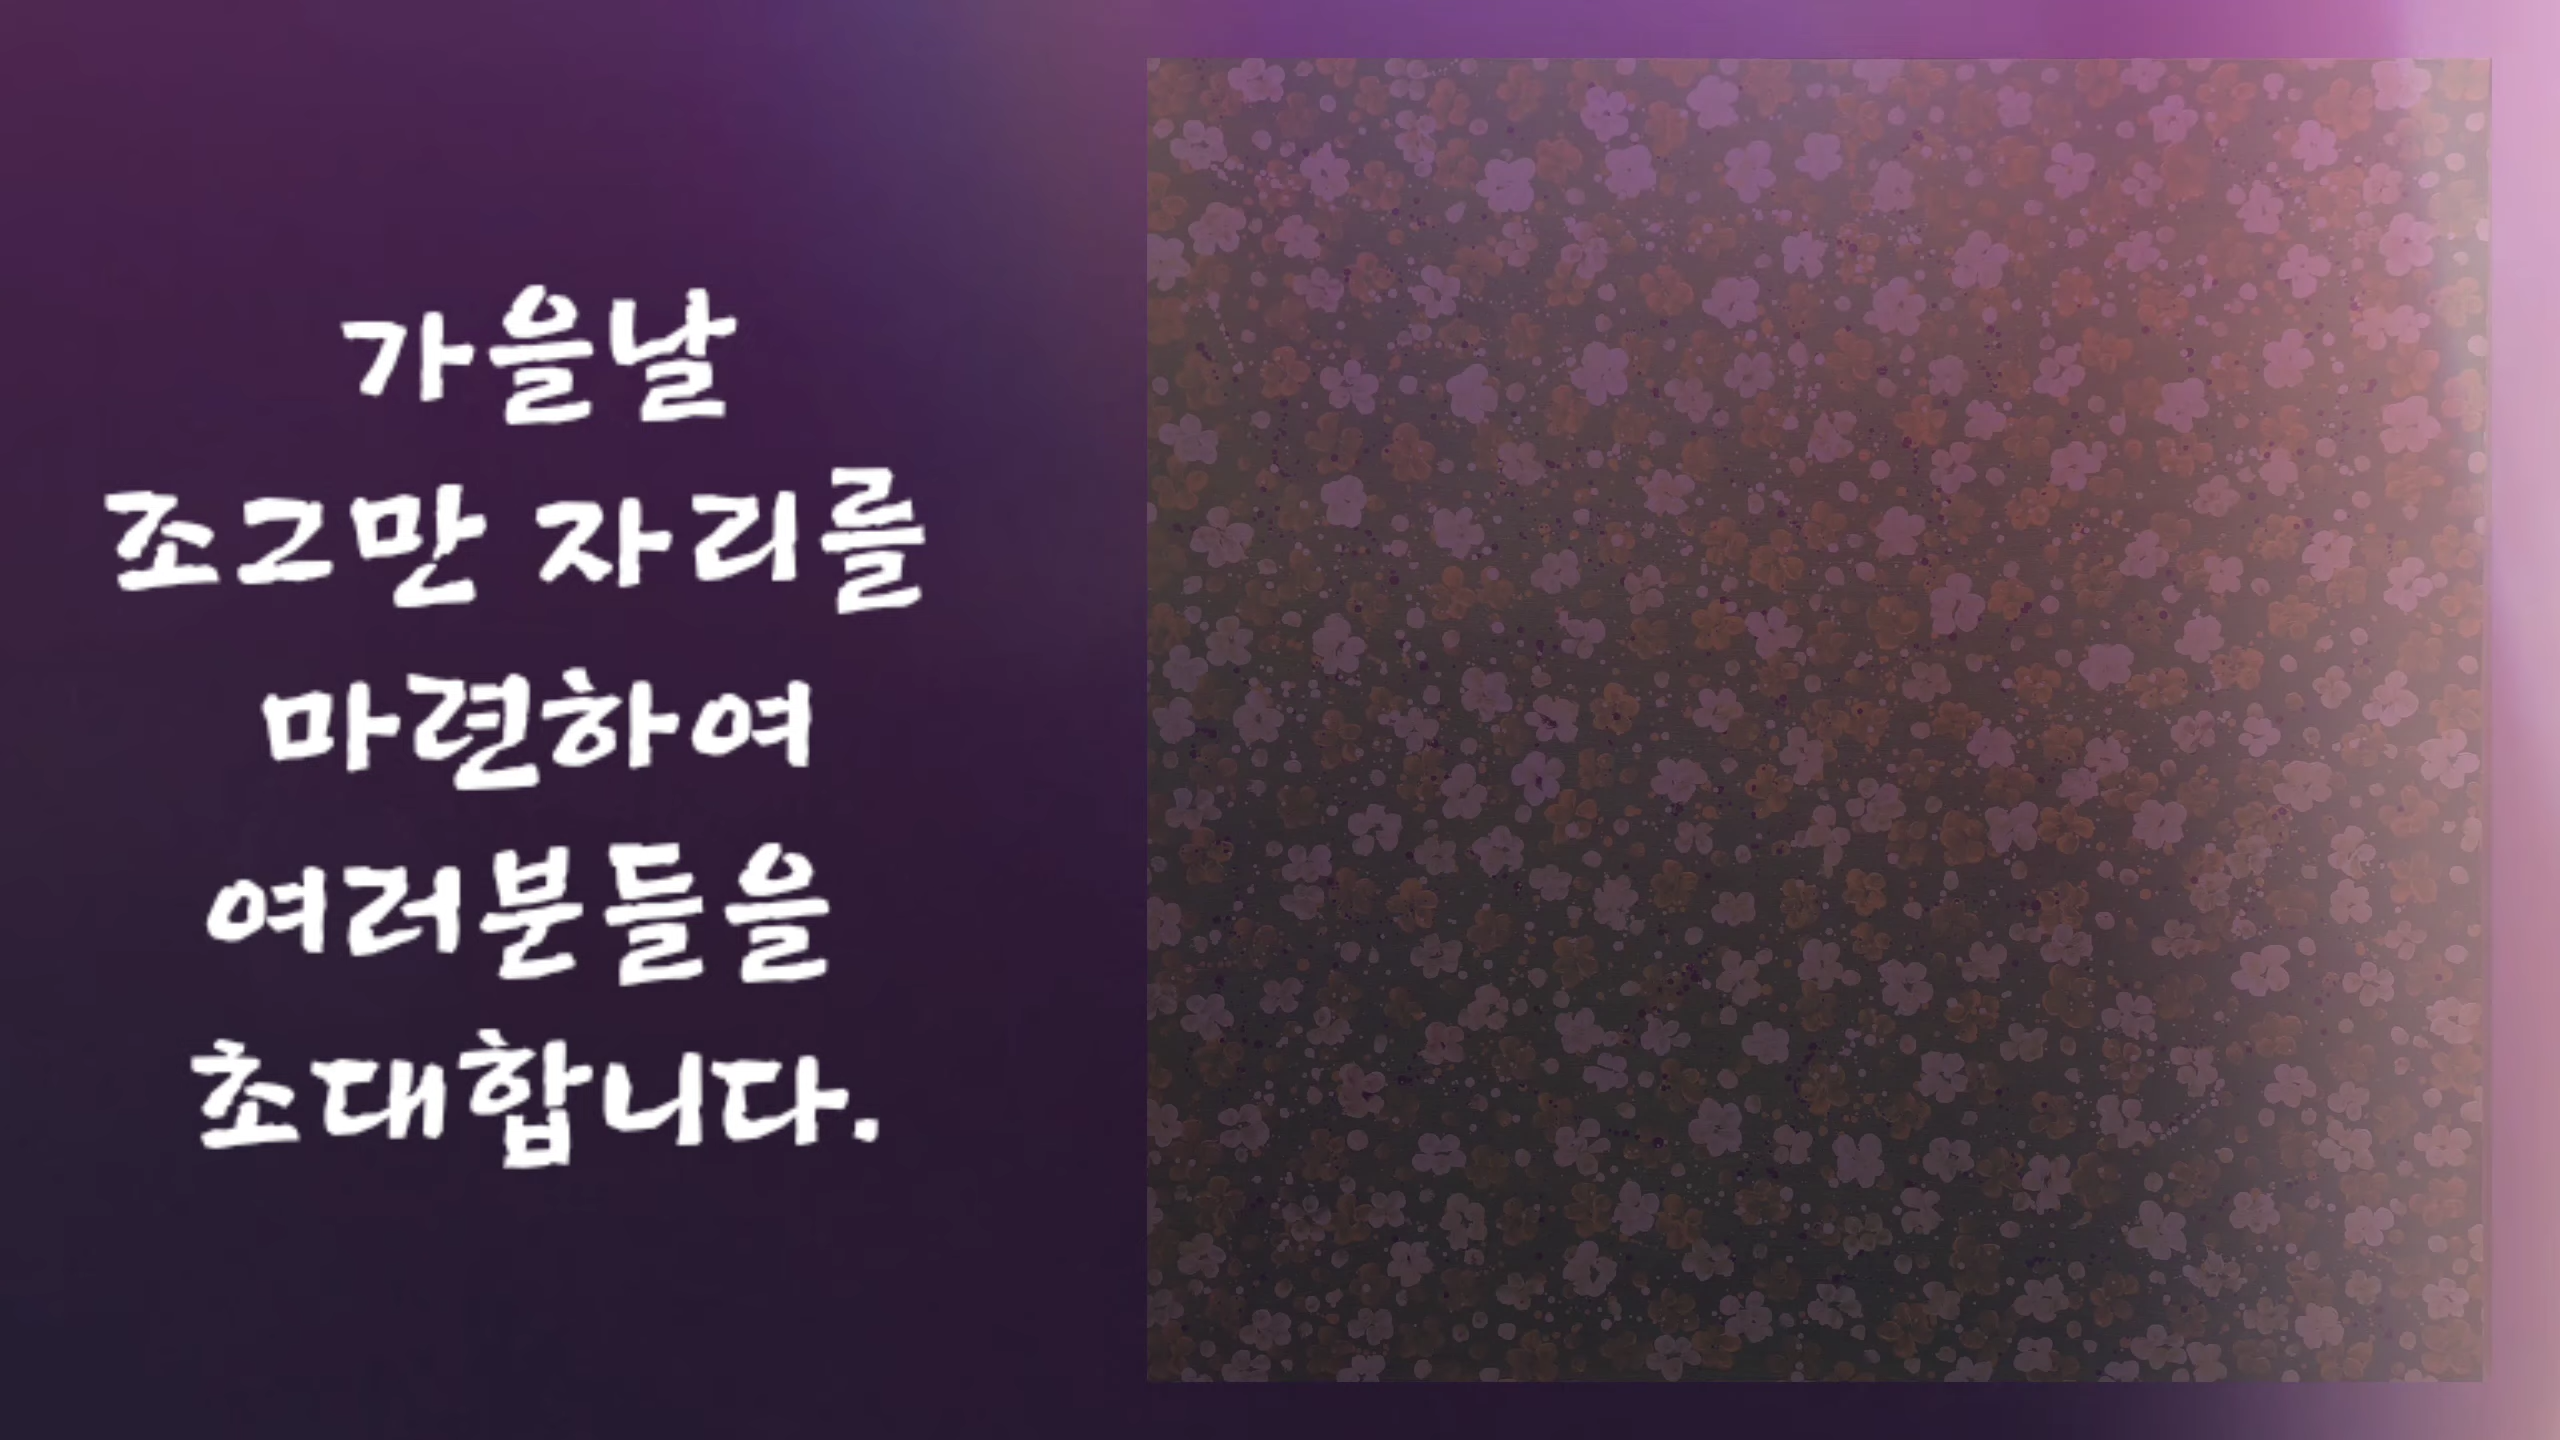 가을날
조그만 자리를
마련하여
여러분들을
초대합니다.